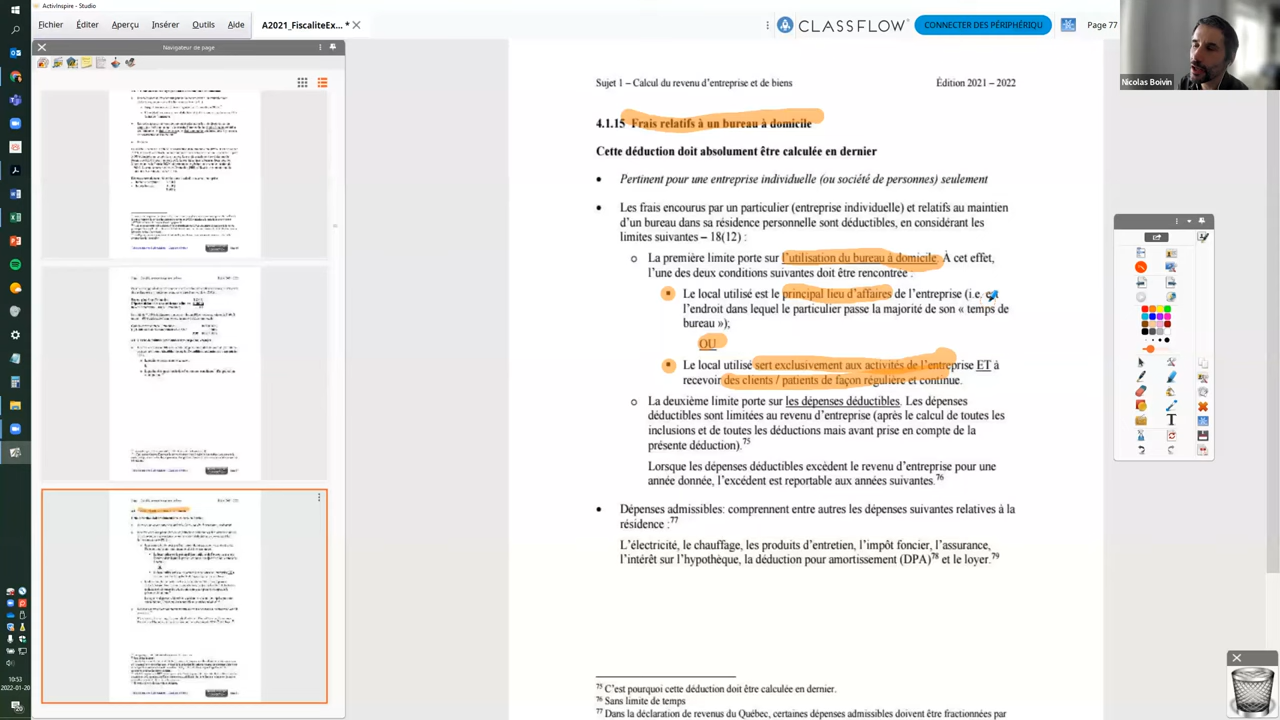 ActivInspire - Studio
Fichier Éditer Aperçu Insérer Outils Aide A2021_FiscaliteEx...* CLASSFLOW CONNECTER DES PÉRIPHÉRIQU Page 77
Nicolas Boivin
Navigateur de page
Sujet 1 – Calcul du revenu d’entreprise et de biens Édition 2021 – 2022
4.1.15 Frais relatifs à un bureau à domicile
Cette déduction doit absolument être calculée en dernier
• Pertinent pour une entreprise individuelle (ou société de personnes) seulement
• Les frais encourus par un particulier (entreprise individuelle) et relatifs au maintien
d’un bureau dans sa résidence personnelle sont déductibles, en considérant les
limites suivantes – 18(12) :
o La première limite porte sur l’utilisation du bureau à domicile. À cet effet,
l’une des deux conditions suivantes doit être rencontrée :
▪ Le local utilisé est le principal lieu d’affaires de l’entreprise (i.e. est
l’endroit dans lequel le particulier passe la majorité de son « temps de
bureau »);
OU
▪ Le local utilisé sert exclusivement aux activités de l’entreprise ET à
recevoir des clients / patients de façon régulière et continue.
o La deuxième limite porte sur les dépenses déductibles. Les dépenses
déductibles sont limitées au revenu d’entreprise (après le calcul de toutes les
inclusions et de toutes les déductions mais avant prise en compte de la
présente déduction).75
Lorsque les dépenses déductibles excèdent le revenu d’entreprise pour une
année donnée, l’excédent est reportable aux années suivantes.76
• Dépenses admissibles: comprennent entre autres les dépenses suivantes relatives à la
résidence :77
L’électricité, le chauffage, les produits d’entretien, l’impôt foncier, l’assurance,
l’intérêt sur l’hypothèque, la déduction pour amortissement (DPA)78 et le loyer.79
75 C’est pourquoi cette déduction doit être calculée en dernier.
76 Sans limite de temps
77 Dans la déclaration de revenus du Québec, certaines dépenses admissibles doivent être fractionnées par
2022-01-20